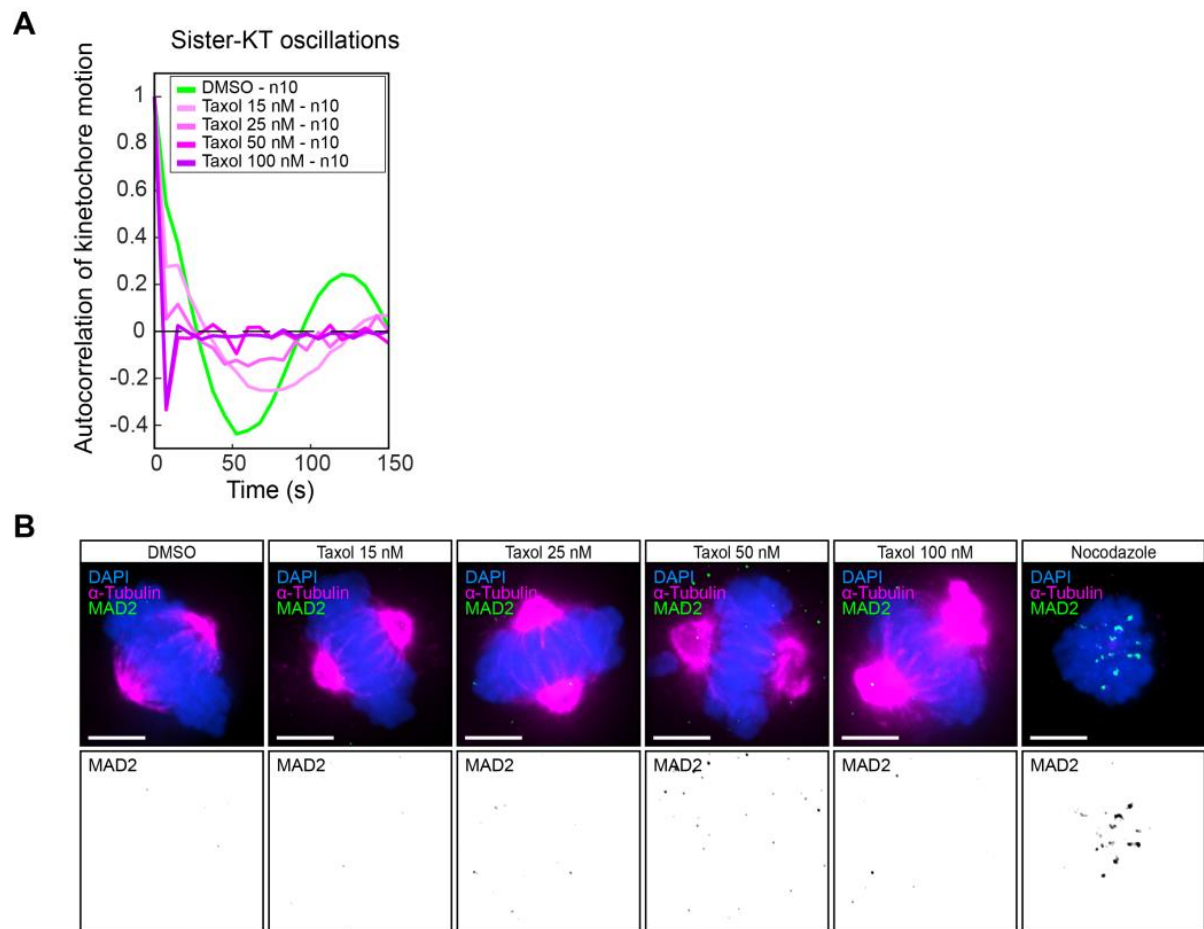 A
Sister-KT oscillations
DMSO - n10
Taxol 15 nM - n10
Taxol 25 nM - n10
Taxol 50 nM - n10
Taxol 100 nM - n10
Autocorrelation of kinetochore motion
1
0.8
0.6
0.4
0.2
0
-0.2
-0.4
0 50 100 150
Time (s)
B
DMSO Taxol 15 nM Taxol 25 nM Taxol 50 nM Taxol 100 nM Nocodazole
DAPI DAPI DAPI DAPI DAPI DAPI
α-Tubulin α-Tubulin α-Tubulin α-Tubulin α-Tubulin α-Tubulin
MAD2 MAD2 MAD2 MAD2 MAD2 MAD2
MAD2 MAD2 MAD2 MAD2 MAD2 MAD2